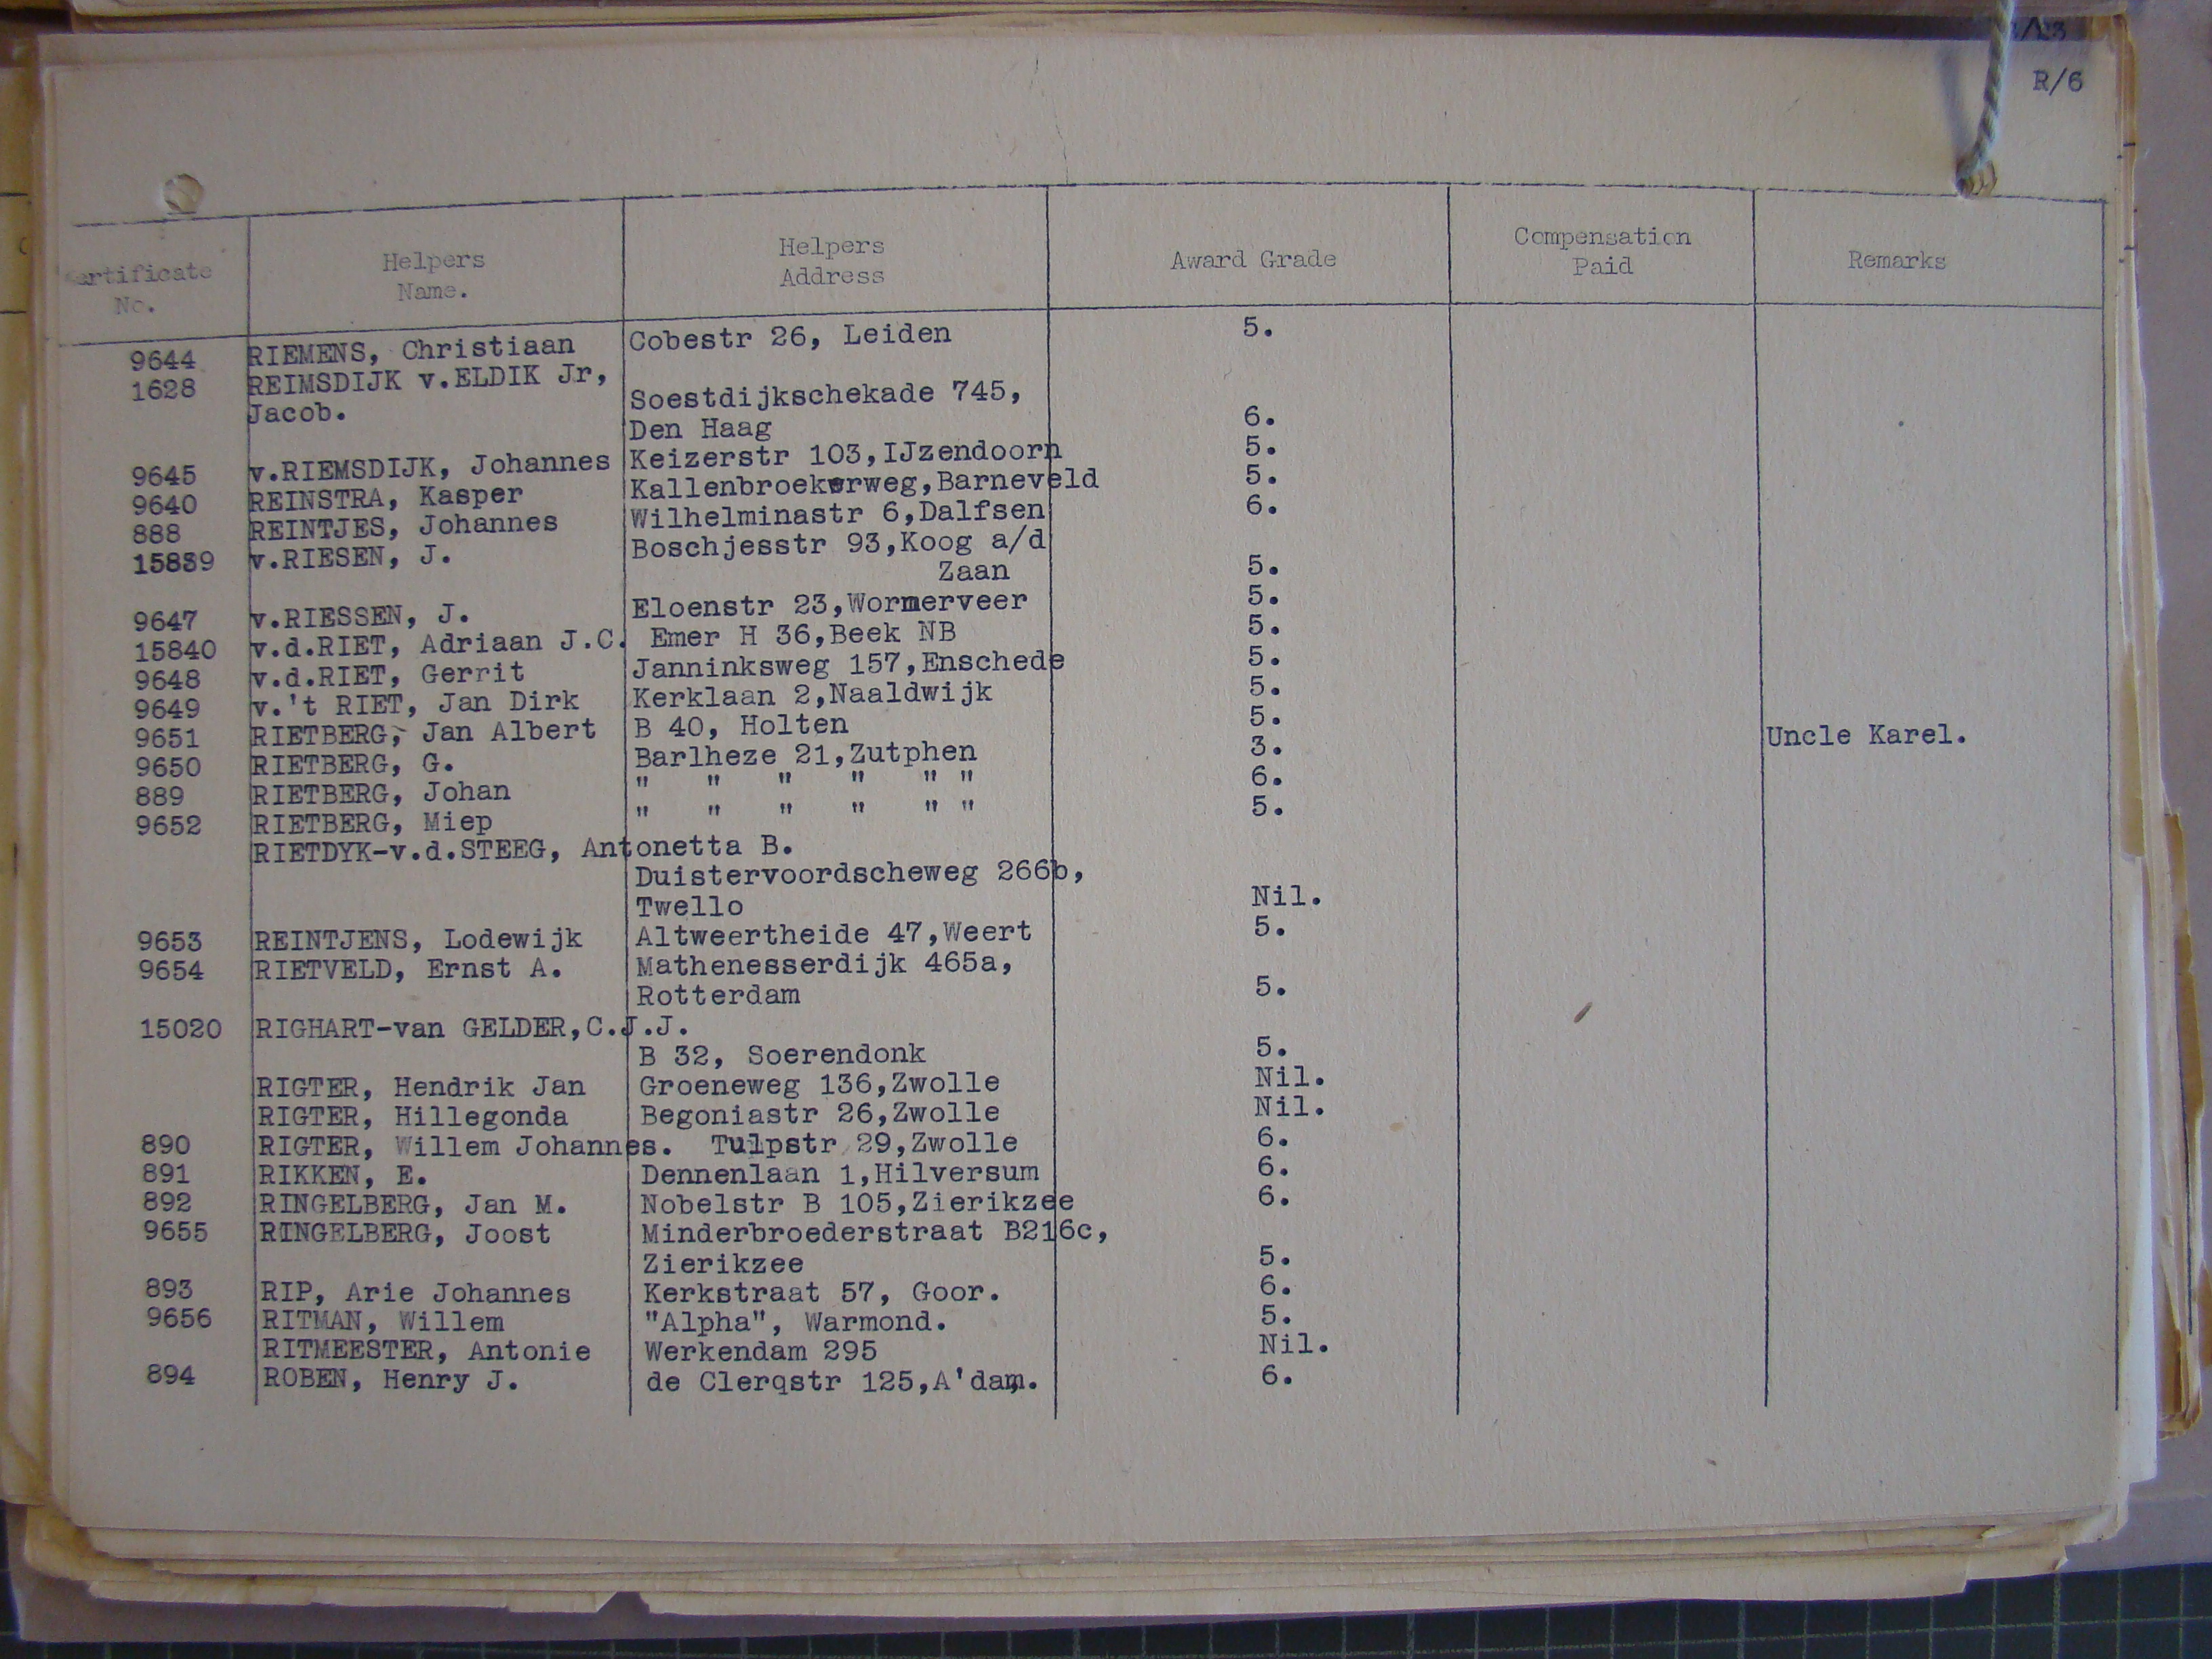 R/6
Certificate No. Helpers Name. Helpers Address Award Grade Compensation Paid Remarks
9644 RIEMENS, Christiaan Cobestr 26, Leiden 5.
1628 REIMSDIJK v.ELDIK Jr,
Jacob. Soestdijkschekade 745,
Den Haag 6.
9645 v.RIEMSDIJK, Johannes Keizerstr 103,IJzendoorn 5.
9640 REINSTRA, Kasper Kallenbroekerweg,Barneveld 5.
888 REINTJES, Johannes Wilhelminastr 6,Dalfsen 6.
15839 v.RIESEN, J. Boschjesstr 93,Koog a/d
Zaan 5.
9647 v.RIESSEN, J. Eloenstr 23,Wormerveer 5.
15840 v.d.RIET, Adriaan J.C. Emer H 36,Beek NB 5.
9648 v.d.RIET, Gerrit Janninksweg 157,Enschede 5.
9649 v.'t RIET, Jan Dirk Kerklaan 2,Naaldwijk 5.
9651 RIETBERG, Jan Albert B 40, Holten 5.
9650 RIETBERG, G. Barlheze 21,Zutphen 3. Uncle Karel.
889 RIETBERG, Johan " " " " " " 6.
9652 RIETBERG, Miep " " " " " " 5.
RIETDYK-v.d.STEEG, Antonetta B.
Duistervoordscheweg 266b,
Twello Nil.
9653 REINTJENS, Lodewijk Altweertheide 47,Weert 5.
9654 RIETVELD, Ernst A. Mathenesserdijk 465a,
Rotterdam 5.
15020 RIGHART-van GELDER,C.J.J.
B 32, Soerendonk 5.
RIGTER, Hendrik Jan Groeneweg 136,Zwolle Nil.
RIGTER, Hillegonda Begoniastr 26,Zwolle Nil.
890 RIGTER, Willem Johannes. Tulpstr 29,Zwolle 6.
891 RIKKEN, E. Dennenlaan 1,Hilversum 6.
892 RINGELBERG, Jan M. Nobelstr B 105,Zierikzee 6.
9655 RINGELBERG, Joost Minderbroederstraat B216c,
Zierikzee 5.
893 RIP, Arie Johannes Kerkstraat 57, Goor. 6.
9656 RITMAN, Willem "Alpha", Warmond. 5.
RITMEESTER, Antonie Werkendam 295 Nil.
894 ROBEN, Henry J. de Clerqstr 125,A'dam. 6.